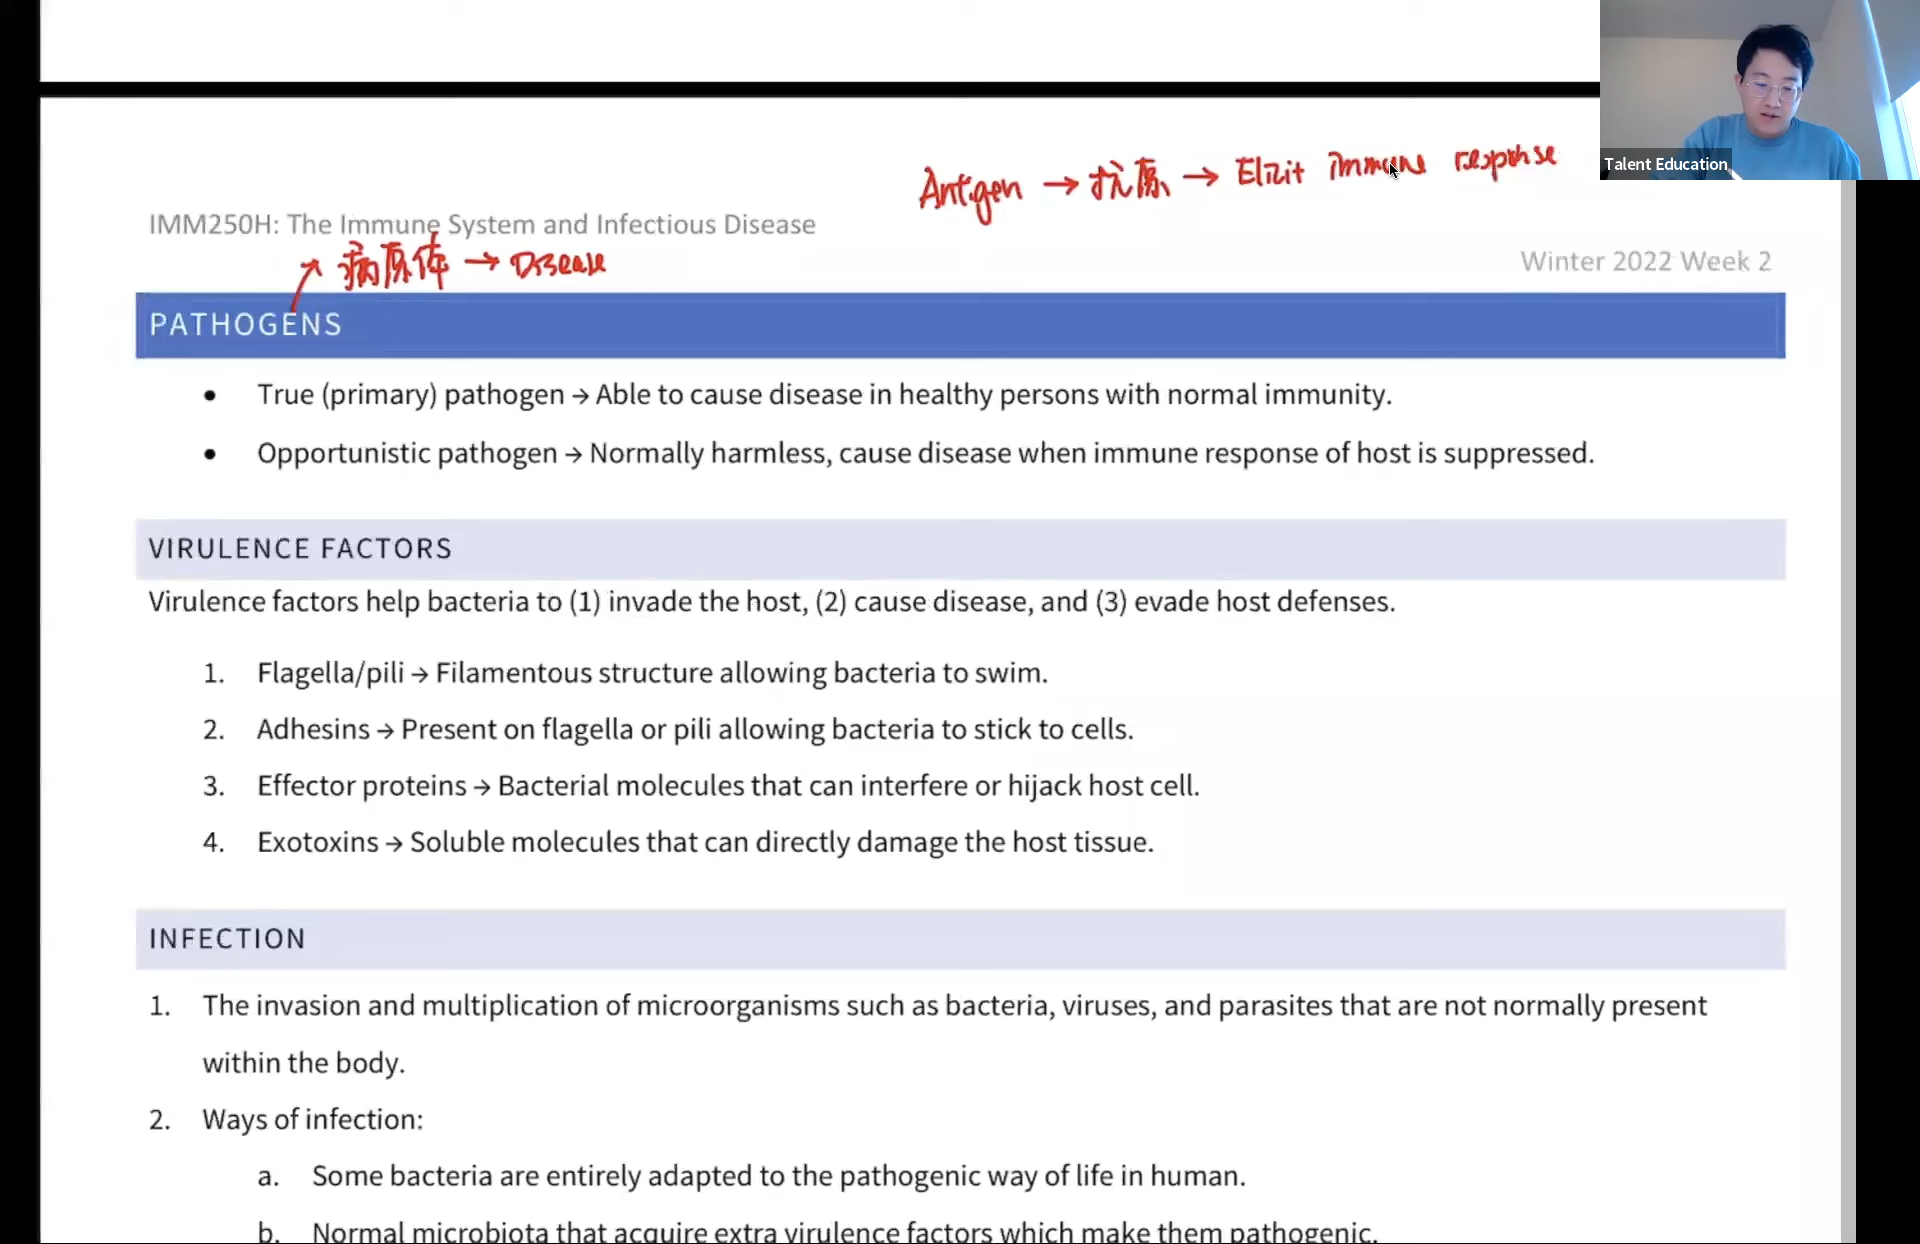 Talent Education
Antigen → 抗原 → Elicit immune response
IMM250H: The Immune System and Infectious Disease
病原体 → Disease
Winter 2022 Week 2
PATHOGENS
• True (primary) pathogen → Able to cause disease in healthy persons with normal immunity.
• Opportunistic pathogen → Normally harmless, cause disease when immune response of host is suppressed.
VIRULENCE FACTORS
Virulence factors help bacteria to (1) invade the host, (2) cause disease, and (3) evade host defenses.
1. Flagella/pili → Filamentous structure allowing bacteria to swim.
2. Adhesins → Present on flagella or pili allowing bacteria to stick to cells.
3. Effector proteins → Bacterial molecules that can interfere or hijack host cell.
4. Exotoxins → Soluble molecules that can directly damage the host tissue.
INFECTION
1. The invasion and multiplication of microorganisms such as bacteria, viruses, and parasites that are not normally present
within the body.
2. Ways of infection:
a. Some bacteria are entirely adapted to the pathogenic way of life in human.
b. Normal microbiota that acquire extra virulence factors which make them pathogenic.